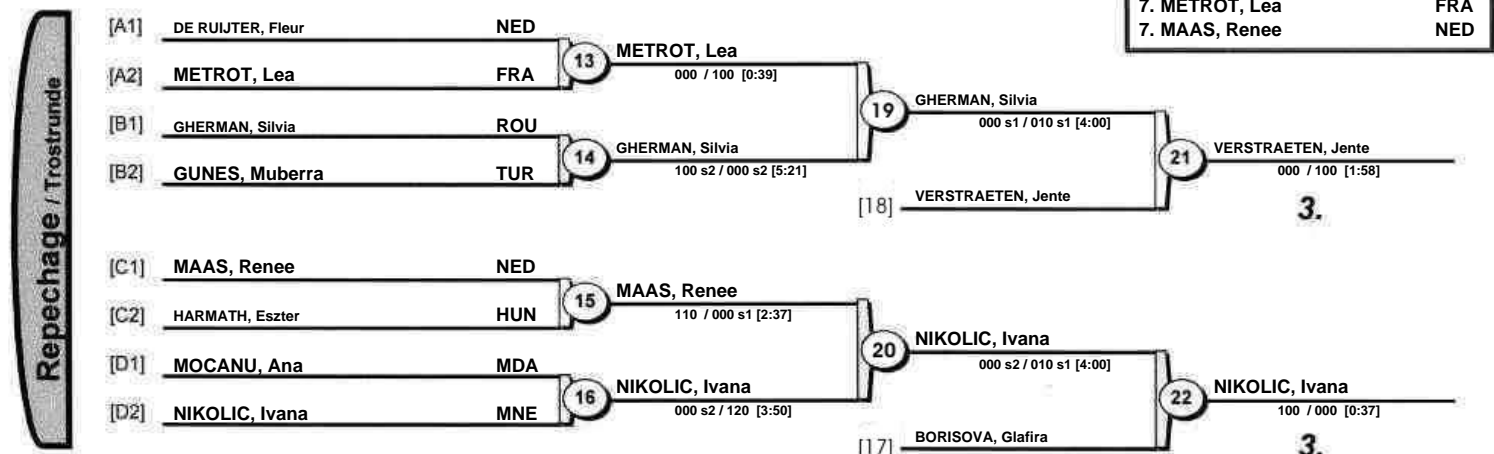 7. METROT, Lea FRA
7. MAAS, Renee NED
Repechage / Trostrunde
[A1] DE RUIJTER, Fleur NED
[A2] METROT, Lea FRA
13 METROT, Lea
000 / 100 [0:39]
[B1] GHERMAN, Silvia ROU
[B2] GUNES, Muberra TUR
14 GHERMAN, Silvia
100 s2 / 000 s2 [5:21]
19 GHERMAN, Silvia
000 s1 / 010 s1 [4:00]
[18] VERSTRAETEN, Jente
21 VERSTRAETEN, Jente
000 / 100 [1:58]
3.
[C1] MAAS, Renee NED
[C2] HARMATH, Eszter HUN
15 MAAS, Renee
110 / 000 s1 [2:37]
[D1] MOCANU, Ana MDA
[D2] NIKOLIC, Ivana MNE
16 NIKOLIC, Ivana
000 s2 / 120 [3:50]
20 NIKOLIC, Ivana
000 s2 / 010 s1 [4:00]
[17] BORISOVA, Glafira
22 NIKOLIC, Ivana
100 / 000 [0:37]
3.